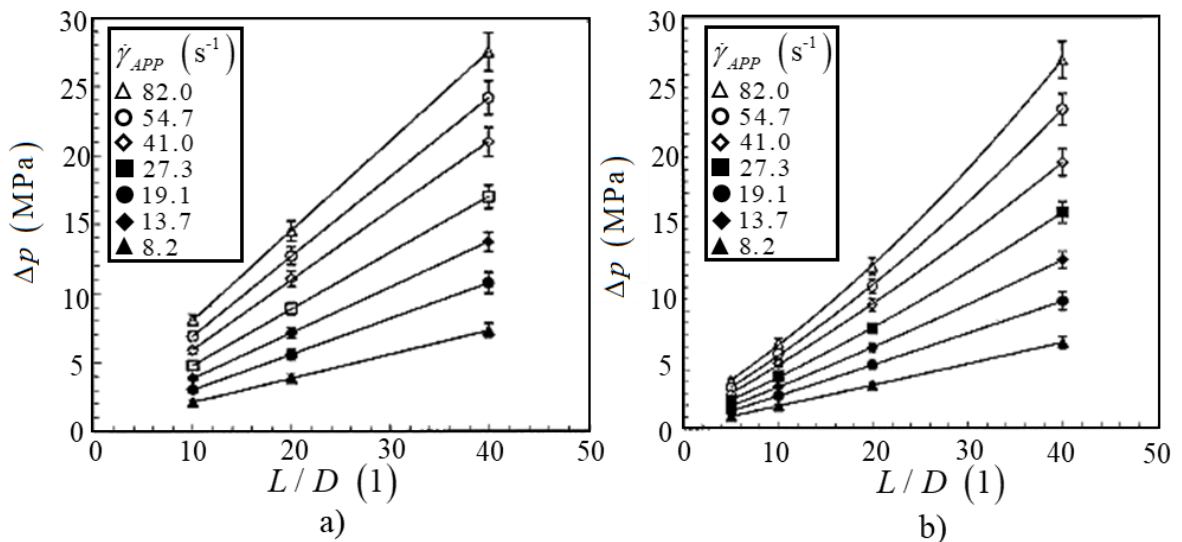 30
25
20
15
10
5
0
Δp (MPa)
γ̇_APP (s⁻¹)
△ 82.0
○ 54.7
◇ 41.0
■ 27.3
● 19.1
◆ 13.7
▲ 8.2
0 10 20 30 40 50
L / D (1)
a)
30
25
20
15
10
5
0
Δp (MPa)
γ̇_APP (s⁻¹)
△ 82.0
○ 54.7
◇ 41.0
■ 27.3
● 19.1
◆ 13.7
▲ 8.2
0 10 20 30 40 50
L / D (1)
b)